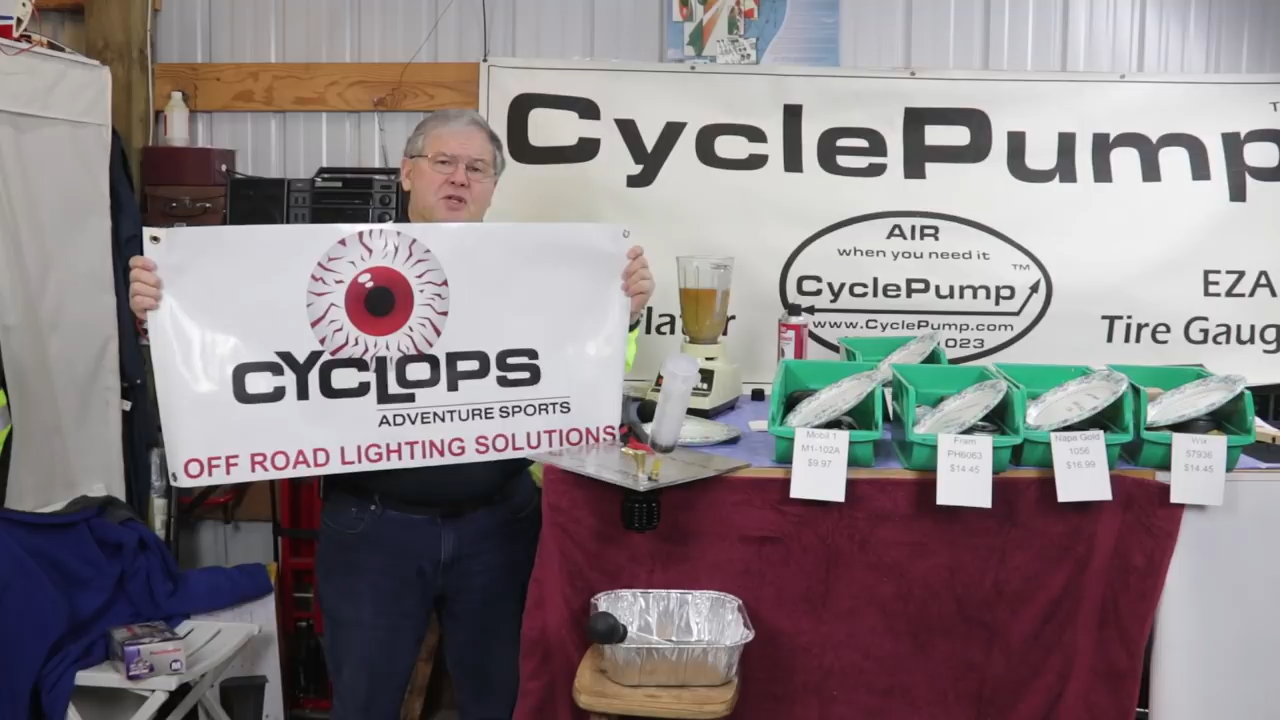 CyclePump
AIR
when you need it
CyclePump
TM
www.CyclePump.com
EZA
Tire Gaug
CYCLOPS
ADVENTURE SPORTS
OFF ROAD LIGHTING SOLUTIONS
Mobil 1
M1-102A
$9.97
Fram
PH6063
$14.45
Napa Gold
1056
$16.99
Wix
57936
$14.45